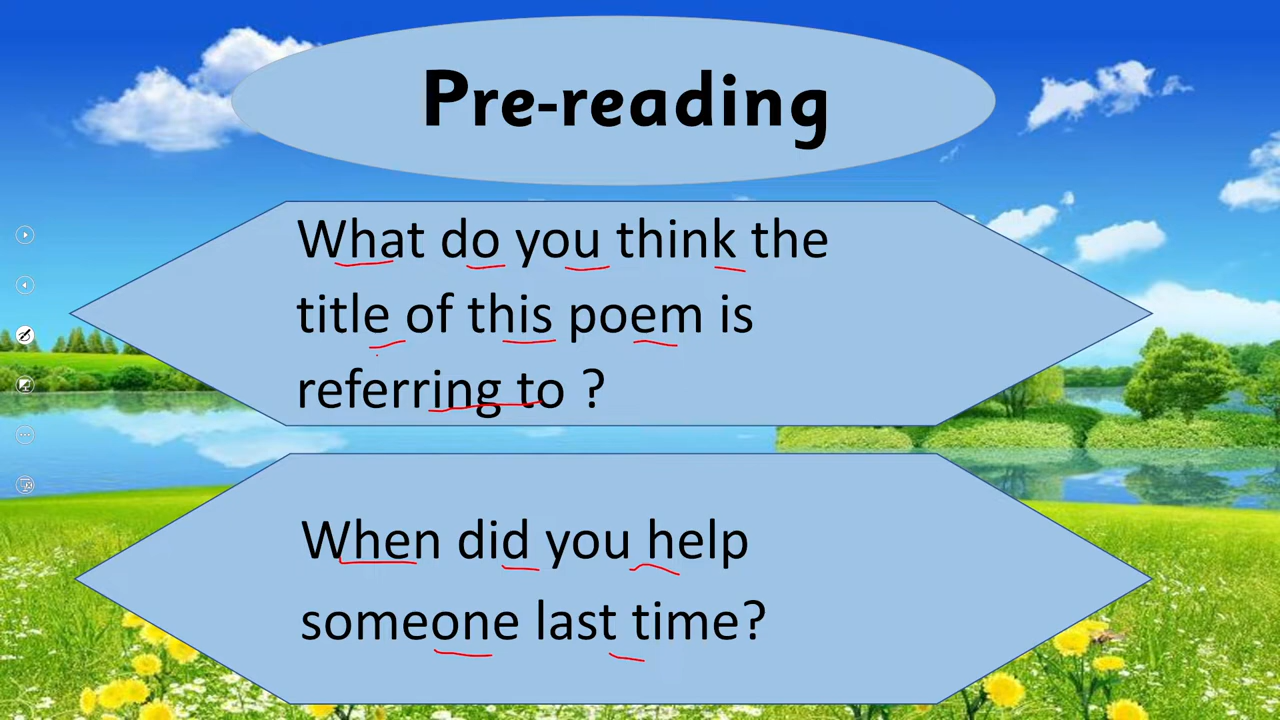 Pre-reading
What do you think the
title of this poem is
referring to ?
When did you help
someone last time?